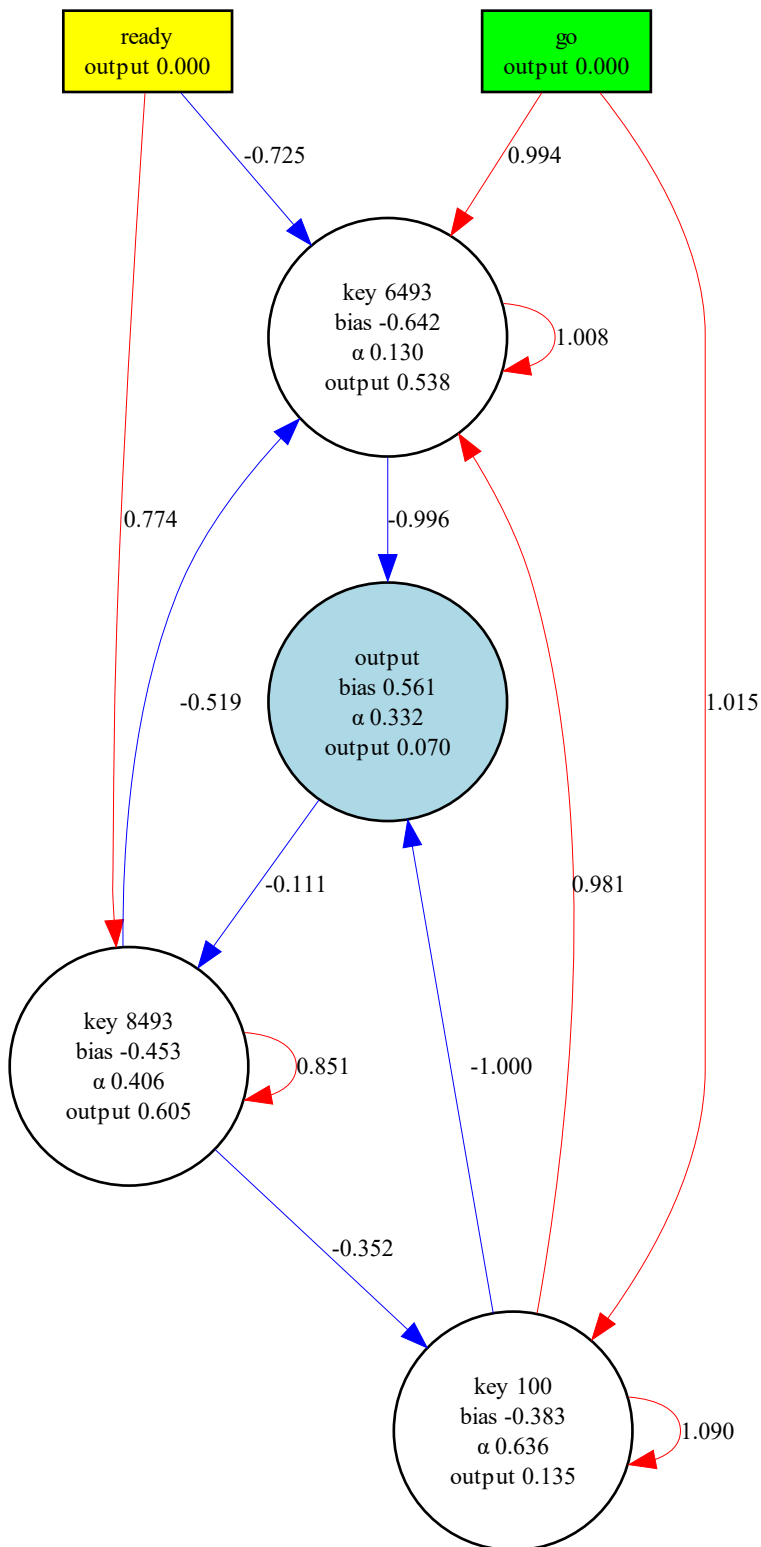 ready
output 0.000
go
output 0.000
-0.725
0.994
key 6493
bias -0.642
α 0.130
output 0.538
1.008
0.774
-0.996
output
bias 0.561
α 0.332
output 0.070
-0.519
1.015
-0.111
0.981
key 8493
bias -0.453
α 0.406
output 0.605
0.851
-1.000
-0.352
key 100
bias -0.383
α 0.636
output 0.135
1.090